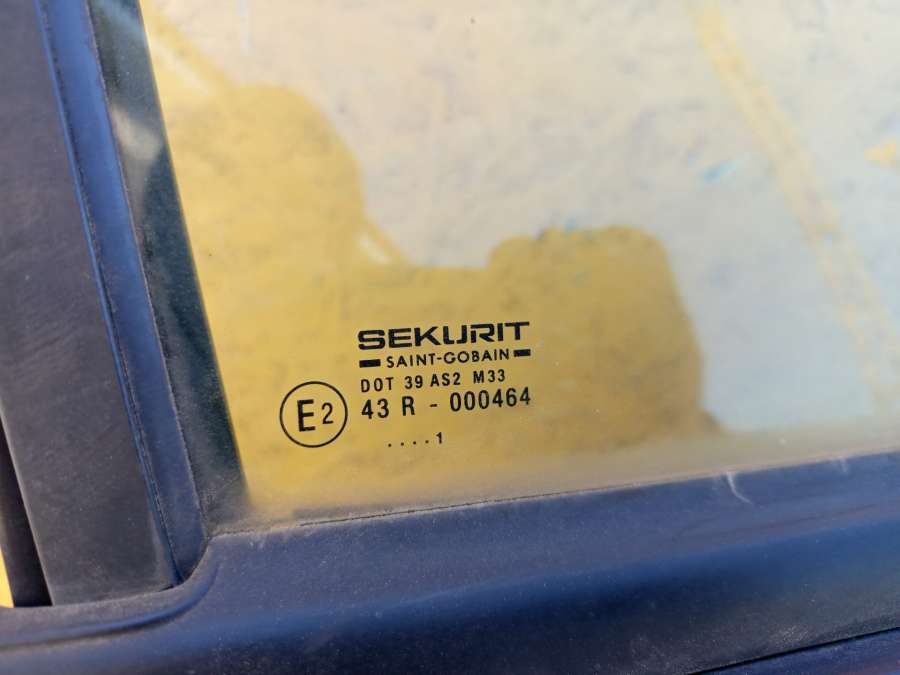 SEKURIT
SAINT-GOBAIN
DOT 39 AS2 M33
E2 43 R - 000464
....1